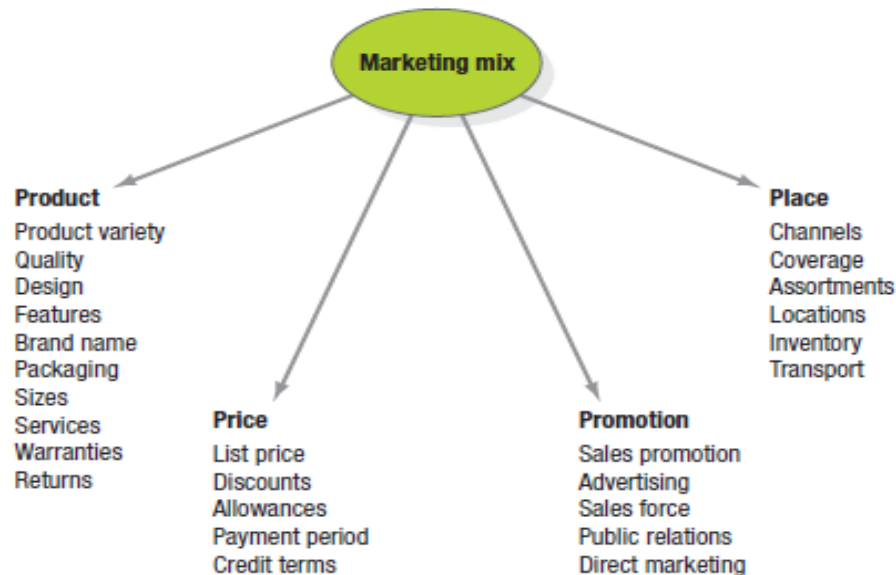 Marketing mix
Product
Product variety
Quality
Design
Features
Brand name
Packaging
Sizes
Services
Warranties
Returns
Price
List price
Discounts
Allowances
Payment period
Credit terms
Promotion
Sales promotion
Advertising
Sales force
Public relations
Direct marketing
Place
Channels
Coverage
Assortments
Locations
Inventory
Transport